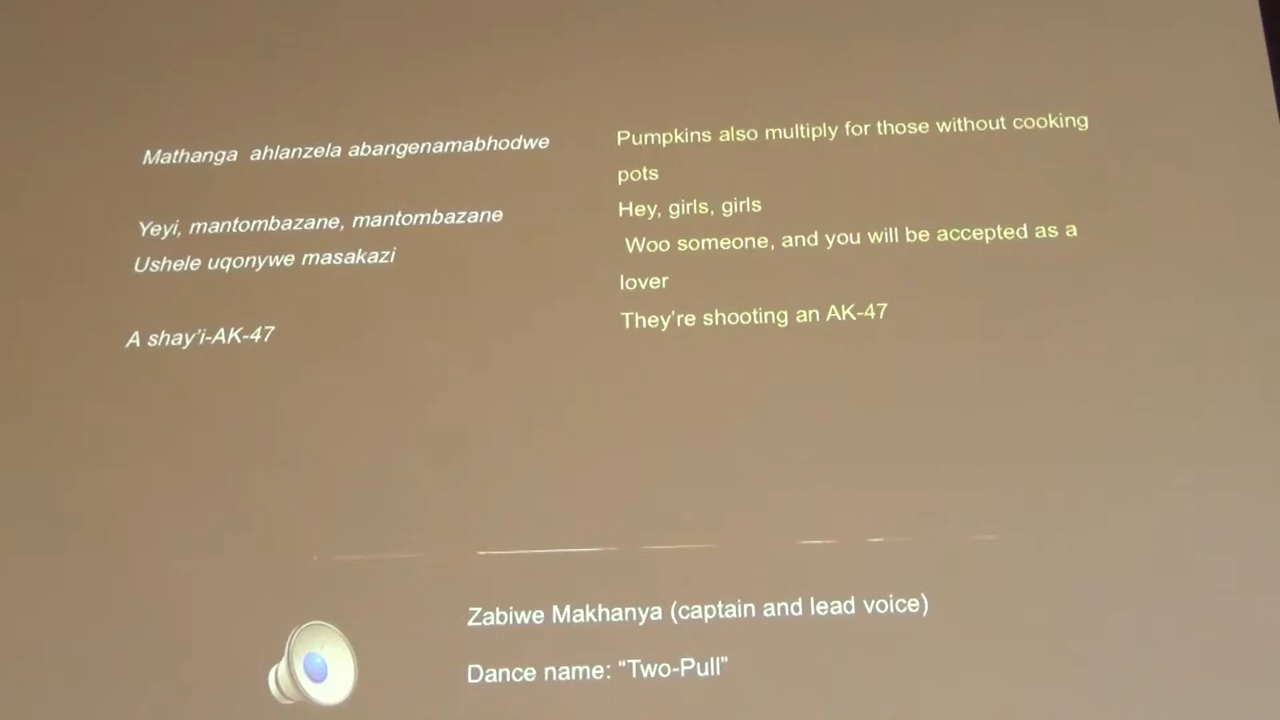 Mathanga ahlanzela abangenamabhodwe
Yeyi, mantombazane, mantombazane
Ushele uqonywe masakazi
A shay'i-AK-47
Pumpkins also multiply for those without cooking
pots
Hey, girls, girls
Woo someone, and you will be accepted as a
lover
They're shooting an AK-47
Zabiwe Makhanya (captain and lead voice)
Dance name: “Two-Pull”